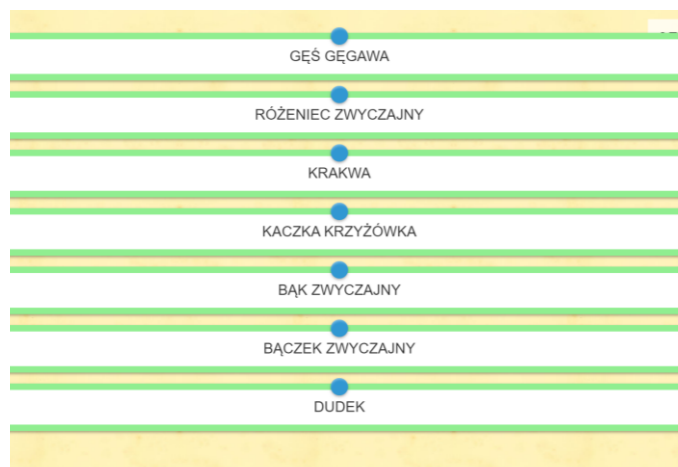 GĘŚ GĘGAWA
RÓŻENIEC ZWYCZAJNY
KRAKWA
KACZKA KRZYŻÓWKA
BĄK ZWYCZAJNY
BĄCZEK ZWYCZAJNY
DUDEK